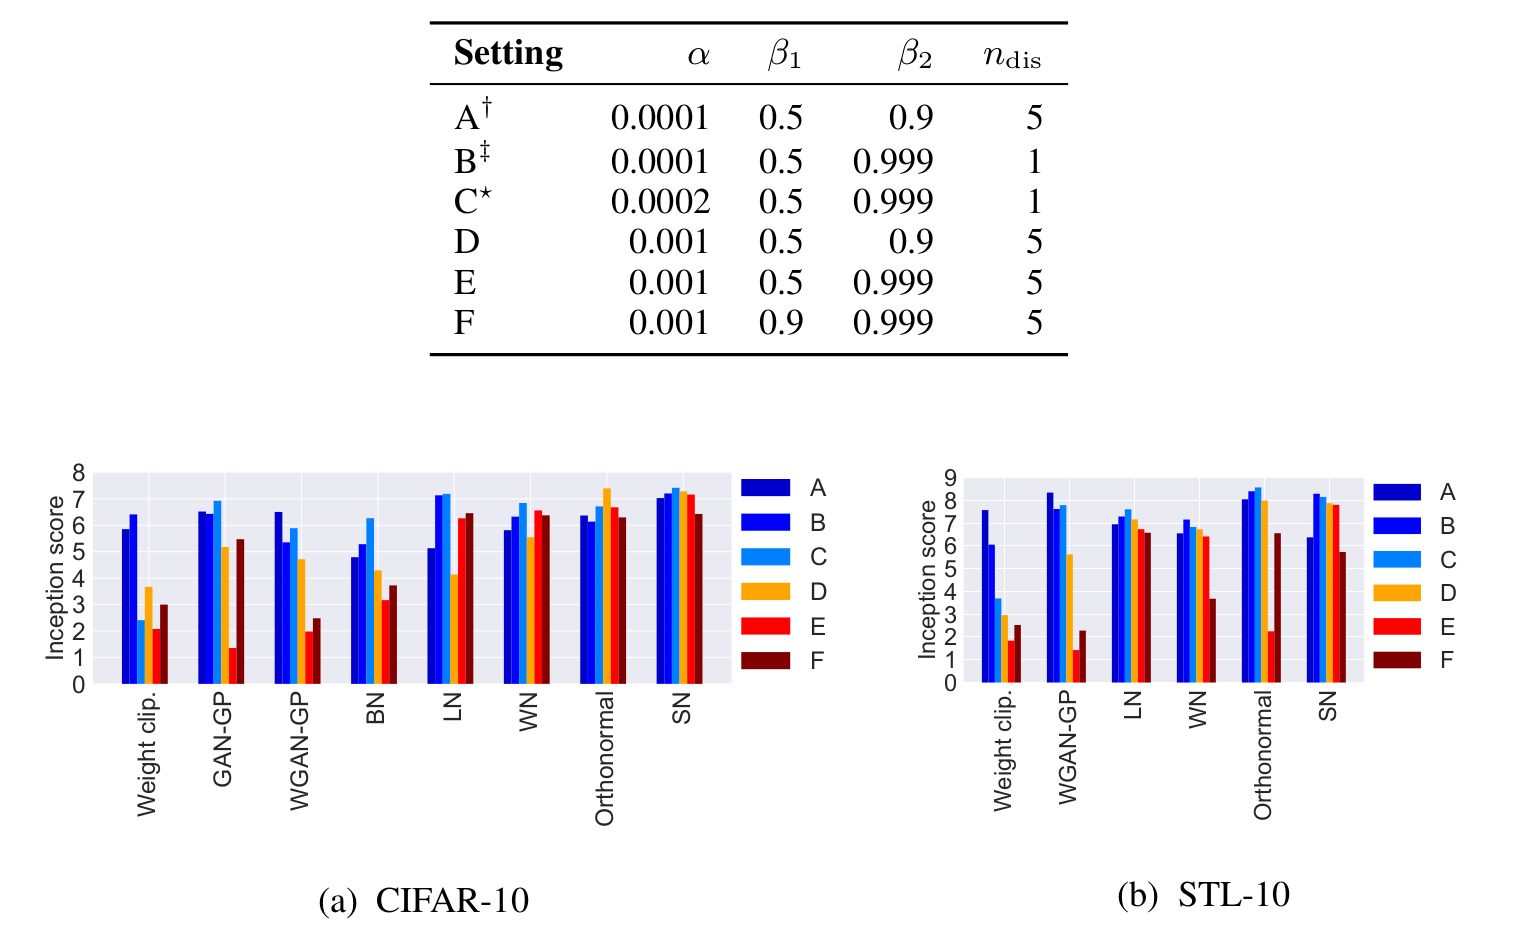 Setting α β₁ β₂ n_dis
A† 0.0001 0.5 0.9 5
B‡ 0.0001 0.5 0.999 1
C⋆ 0.0002 0.5 0.999 1
D 0.001 0.5 0.9 5
E 0.001 0.5 0.999 5
F 0.001 0.9 0.999 5
Inception score
8
7
6
5
4
3
2
1
0
Weight clip.
GAN-GP
WGAN-GP
BN
LN
WN
Orthonormal
SN
A
B
C
D
E
F
(a) CIFAR-10
Inception score
9
8
7
6
5
4
3
2
1
0
Weight clip.
WGAN-GP
LN
WN
Orthonormal
SN
A
B
C
D
E
F
(b) STL-10